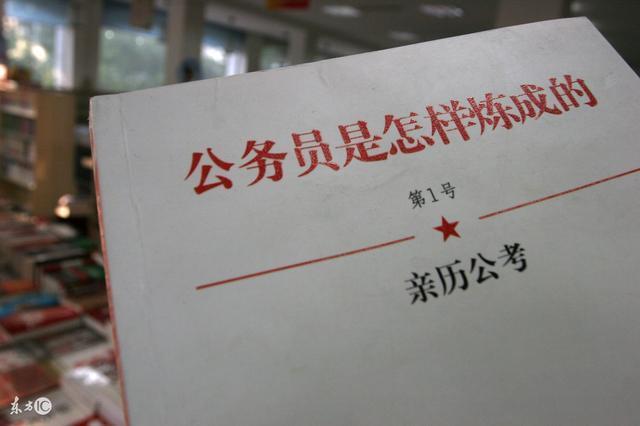 公务员是怎样炼成的
第1号
亲历公考
东方IC